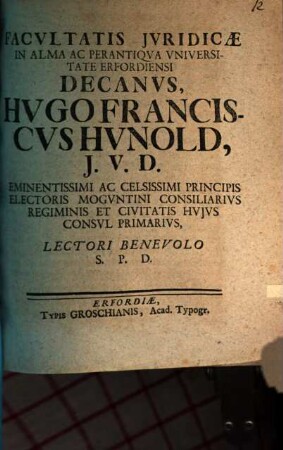 12
FACVLTATIS JVRIDICÆ
IN ALMA AC PERANTIQVA VNIVERSI-
TATE ERFORDIENSI
DECANVS,
HVGO FRANCIS-
CVS HVNOLD,
J. V. D.
EMINENTISSIMI AC CELSISSIMI PRINCIPIS
ELECTORIS MOGVNTINI CONSILIARIVS
REGIMINIS ET CIVITATIS HVJVS
CONSVL PRIMARIVS,
LECTORI BENEVOLO
S. P. D.
ERFORDIÆ,
TYPIS GROSCHIANIS, Acad. Typogr.